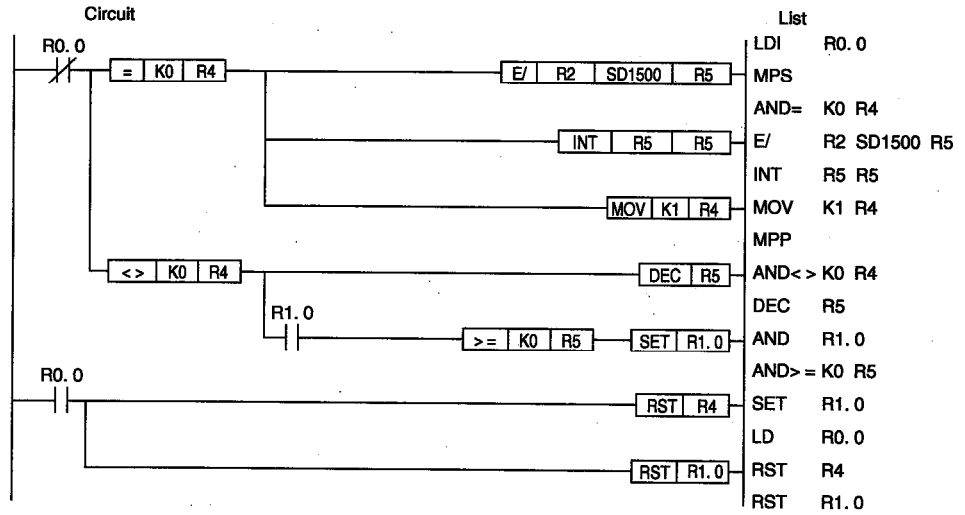 Circuit
List
R0. 0
= K0 R4
E/ R2 SD1500 R5
INT R5 R5
MOV K1 R4
< > K0 R4
DEC R5
R1. 0
> = K0 R5
SET R1. 0
R0. 0
RST R4
RST R1. 0
LDI R0. 0
MPS
AND= K0 R4
E/ R2 SD1500 R5
INT R5 R5
MOV K1 R4
MPP
AND< > K0 R4
DEC R5
AND R1. 0
AND> = K0 R5
SET R1. 0
LD R0. 0
RST R4
RST R1. 0